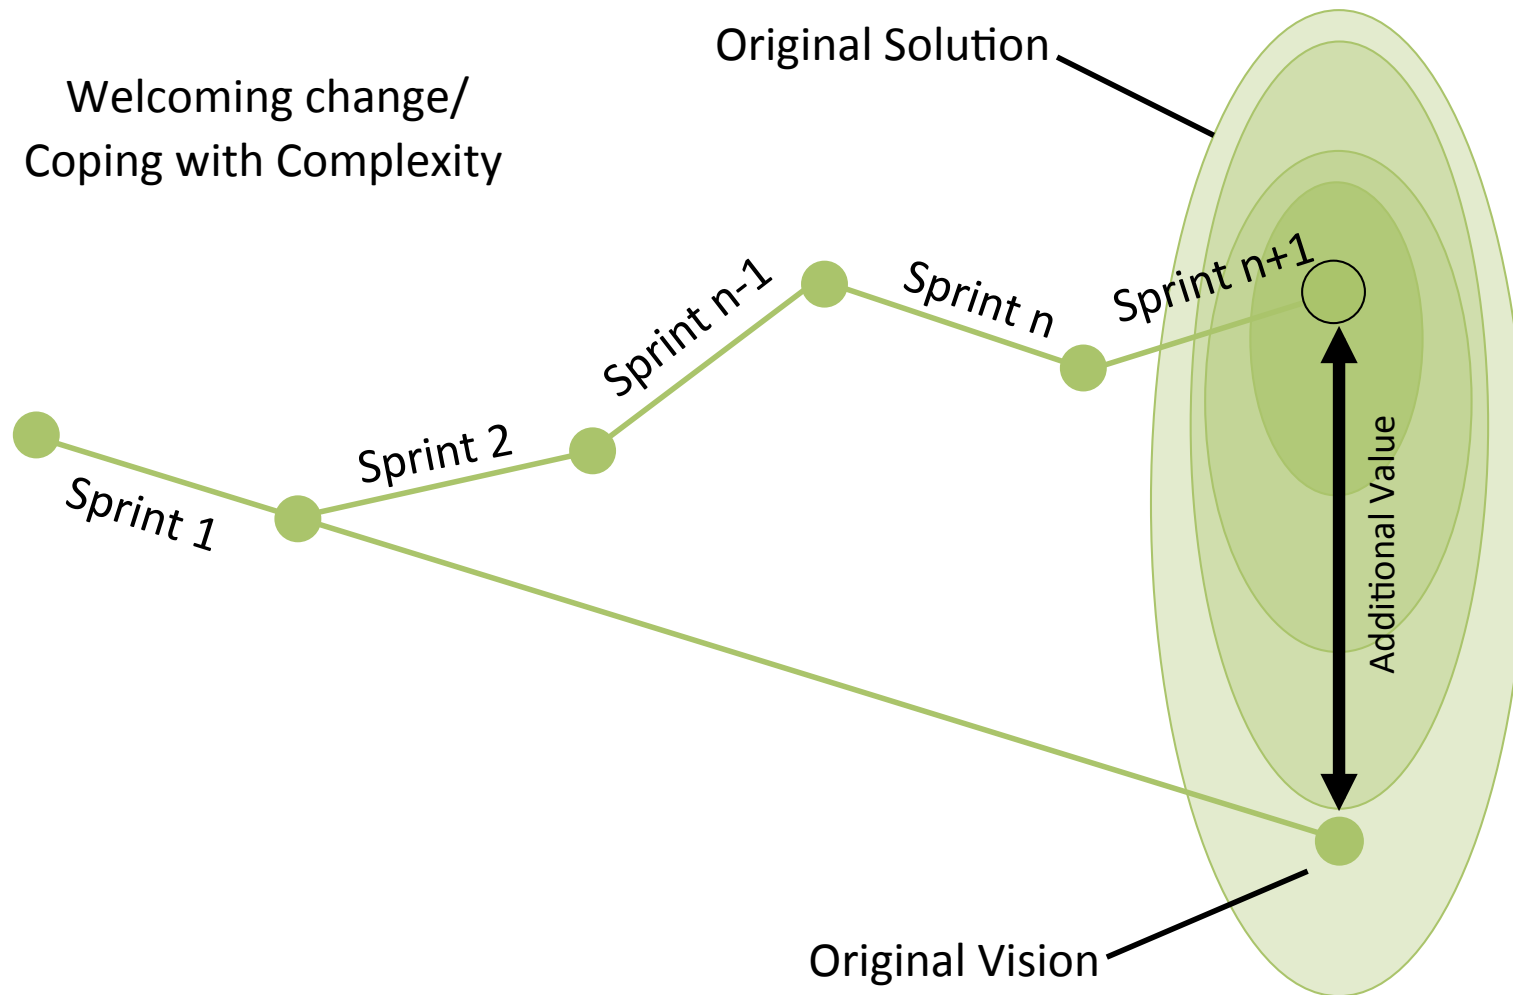 Original Solution
Welcoming change/
Coping with Complexity
Sprint 1
Sprint 2
Sprint n-1
Sprint n
Sprint n+1
Additional Value
Original Vision